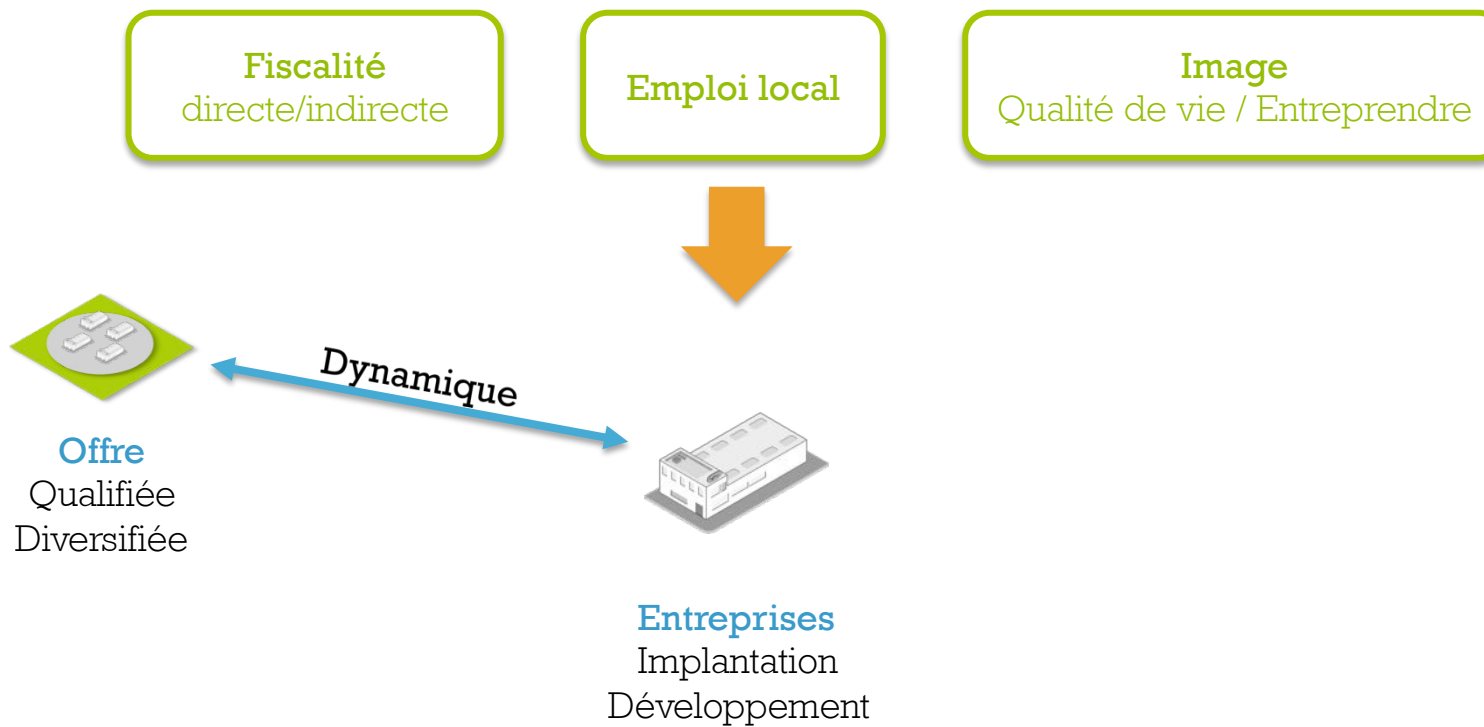 Fiscalité
directe/indirecte
Emploi local
Image
Qualité de vie / Entreprendre
Dynamique
Offre
Qualifiée
Diversifiée
Entreprises
Implantation
Développement